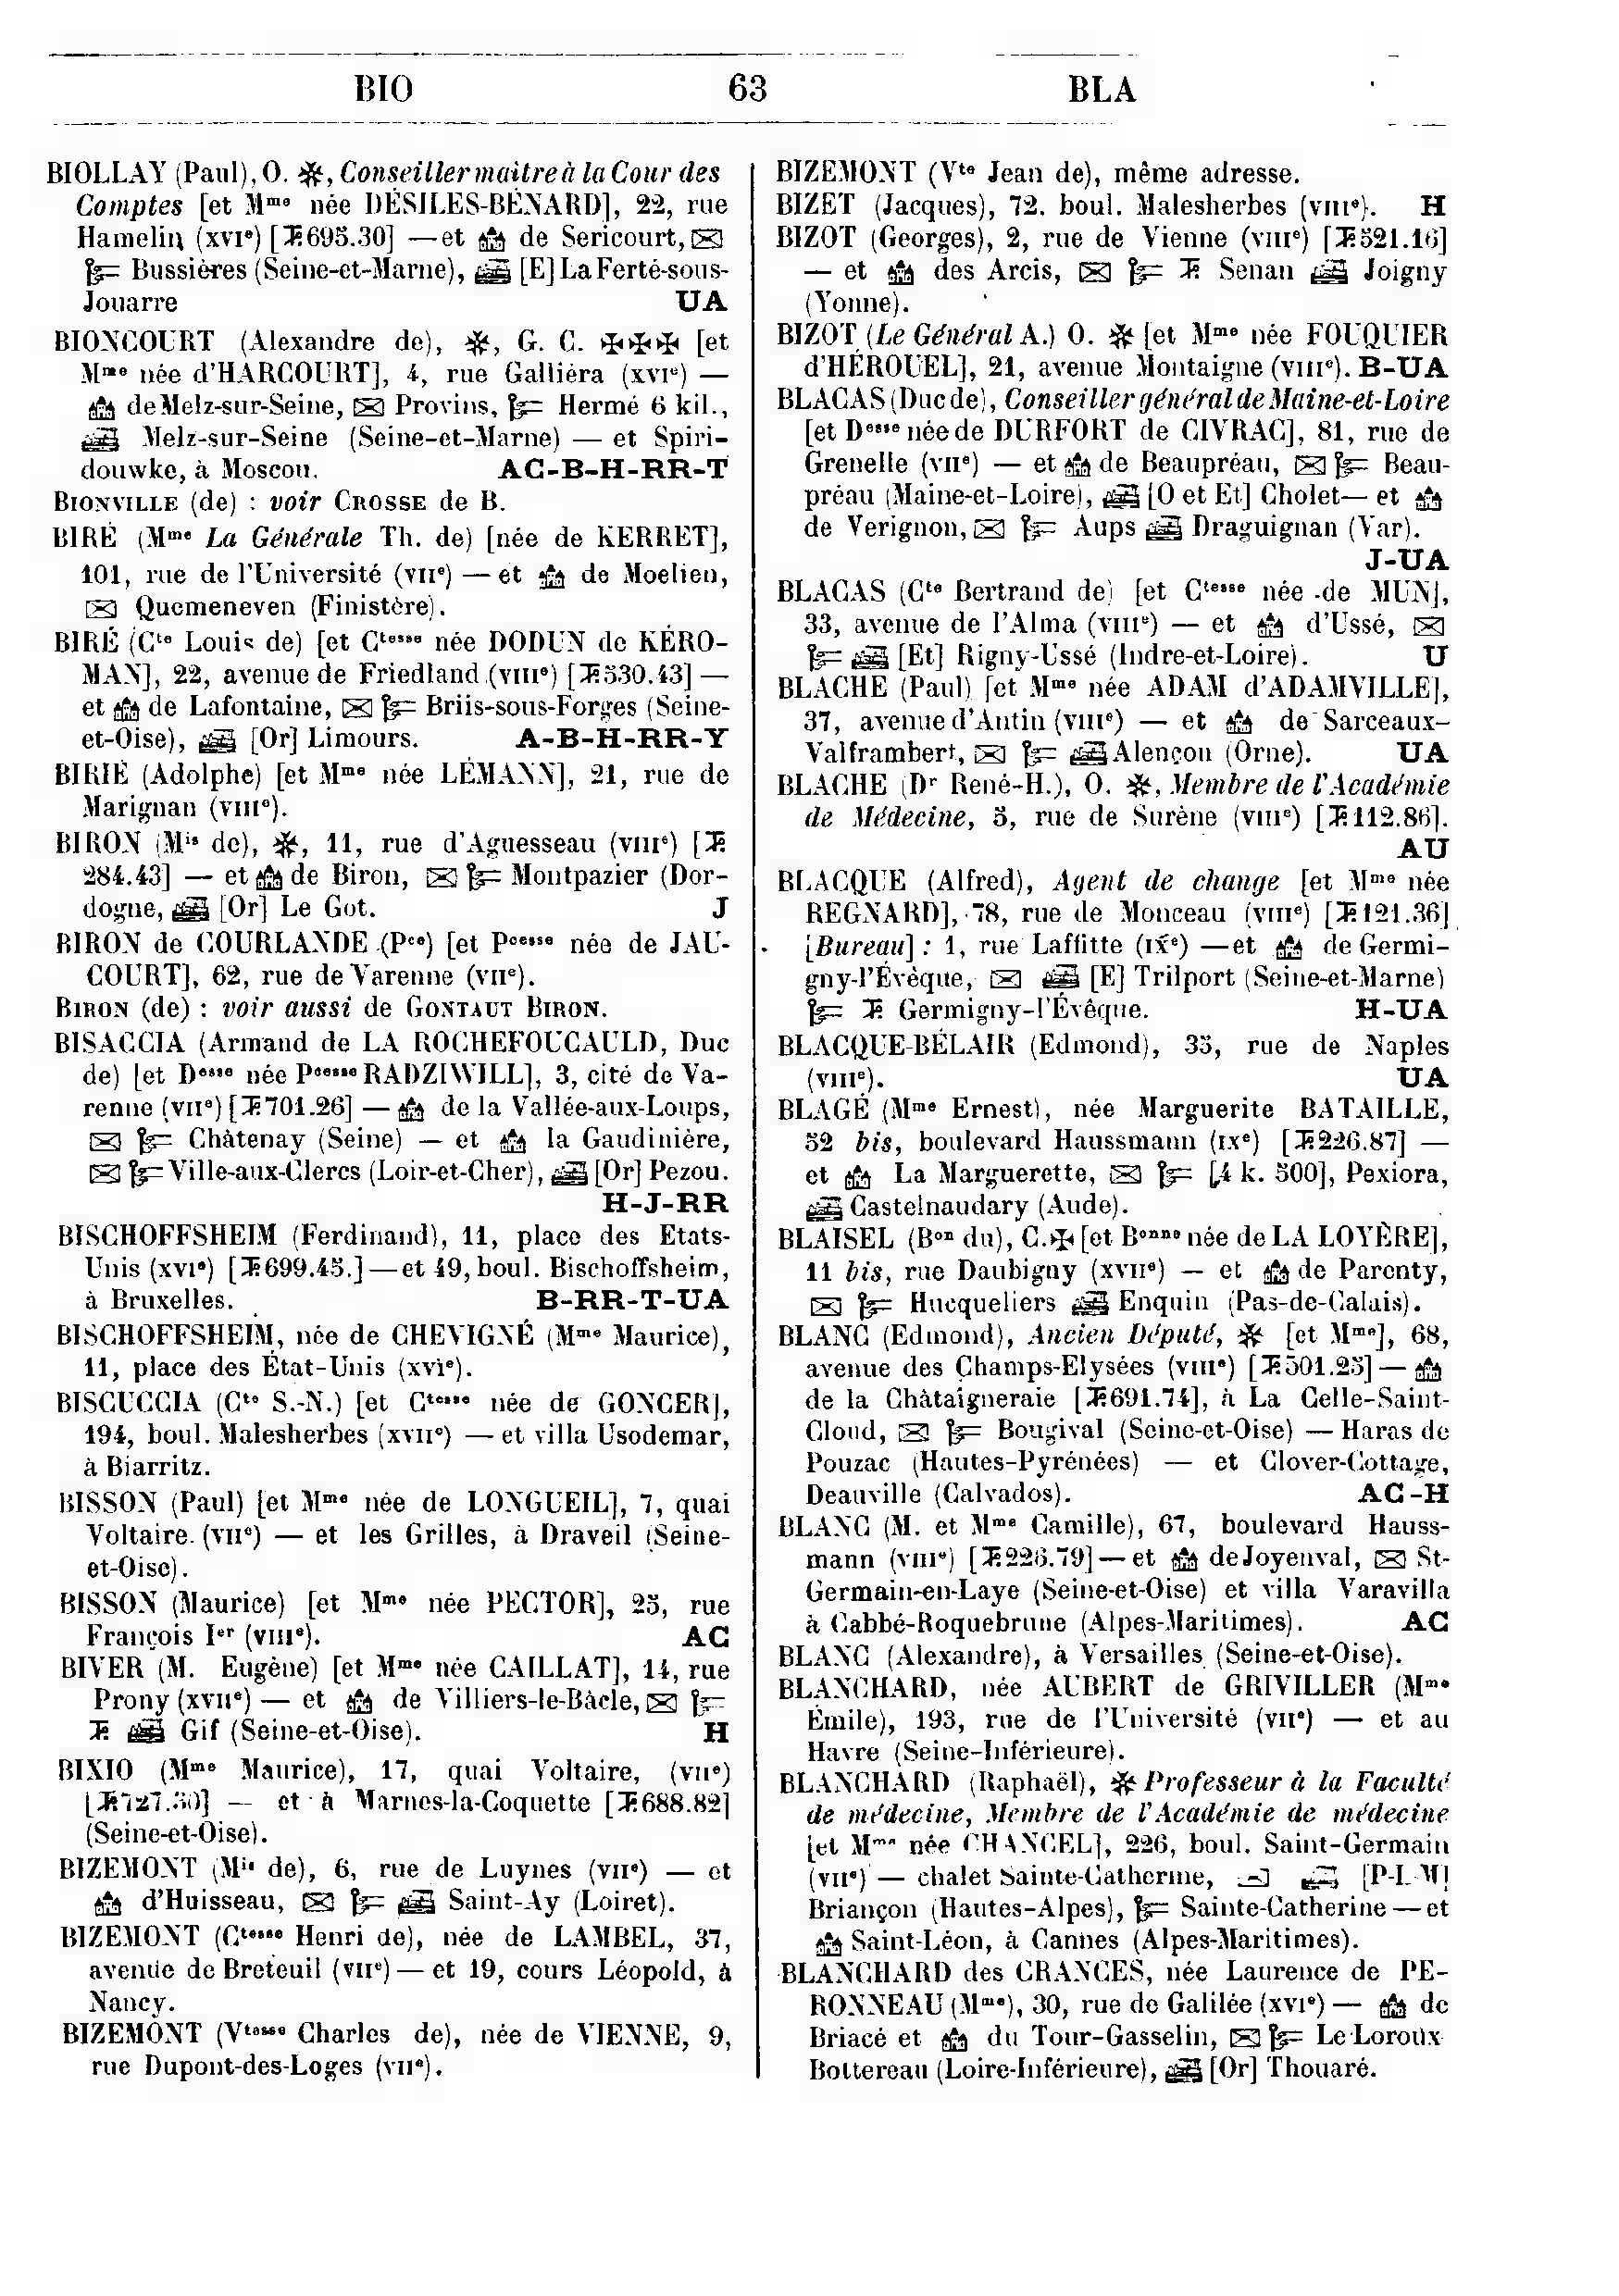 BIO 63 BLA
BIOLLAY (Paul), O. ✻, Conseiller maître à la Cour des
Comptes [et Mme née DÉSILES-BÉNARD], 22, rue
Hamelin (XVIe) [T. 695.30] — et de Sericourt,
Bussières (Seine-et-Marne), [E] La Ferté-sous-
Jouarre UA
BIONCOURT (Alexandre de), ✻, G. C. ✠✠✠ [et
Mme née d'HARCOURT], 4, rue Galliéra (XVIe) —
de Melz-sur-Seine, Provins, Hermé 6 kil.,
Melz-sur-Seine (Seine-et-Marne) — et Spiri-
douwke, à Moscou. AC-B-H-RR-T
BIONVILLE (de) : voir CROSSE de B.
BIRÉ (Mme La Générale Th. de) [née de KERRET],
101, rue de l'Université (VIIe) — et de Moelien,
Quemeneven (Finistère).
BIRÉ (Cte Louis de) [et Ctesse née DODUN de KÉRO-
MAN], 22, avenue de Friedland (VIIIe) [T. 530.43] —
et de Lafontaine, Briis-sous-Forges (Seine-
et-Oise), [Or] Limours. A-B-H-RR-Y
BIRIÉ (Adolphe) [et Mme née LÉMANN], 21, rue de
Marignan (VIIIe).
BIRON (Mis de), ✻, 11, rue d'Aguesseau (VIIIe) [T.
284.43] — et de Biron, Montpazier (Dor-
dogne, [Or] Le Got. J
BIRON de COURLANDE (Pce) [et Pcesse née de JAU-
COURT], 62, rue de Varenne (VIIe).
BIRON (de) : voir aussi de GONTAUT BIRON.
BISACCIA (Armand de LA ROCHEFOUCAULD, Duc
de) [et Desse née Pcesse RADZIWILL], 3, cité de Va-
renne (VIIe) [T. 701.26] — de la Vallée-aux-Loups,
Châtenay (Seine) — et la Gaudinière,
Ville-aux-Clercs (Loir-et-Cher), [Or] Pezou.
H-J-RR
BISCHOFFSHEIM (Ferdinand), 11, place des Etats-
Unis (XVIe) [T. 699.45.] — et 49, boul. Bischoffsheim,
à Bruxelles. B-RR-T-UA
BISCHOFFSHEIM, née de CHEVIGNÉ (Mme Maurice),
11, place des État-Unis (XVIe).
BISCUCCIA (Cte S.-N.) [et Ctesse née de GONCER],
194, boul. Malesherbes (XVIIe) — et villa Usodemar,
à Biarritz.
BISSON (Paul) [et Mme née de LONGUEIL], 7, quai
Voltaire. (VIIe) — et les Grilles, à Draveil (Seine-
et-Oise).
BISSON (Maurice) [et Mme née PECTOR], 25, rue
François Ier (VIIIe). AC
BIVER (M. Eugène) [et Mme née CAILLAT], 14, rue
Prony (XVIIe) — et de Villiers-le-Bâcle,
T. Gif (Seine-et-Oise). H
BIXIO (Mme Maurice), 17, quai Voltaire, (VIIe)
[T. 727.30] — et à Marnes-la-Coquette [T. 688.82]
(Seine-et-Oise).
BIZEMONT (Mis de), 6, rue de Luynes (VIIe) — et
d'Huisseau, Saint-Ay (Loiret).
BIZEMONT (Ctesse Henri de), née de LAMBEL, 37,
avenue de Breteuil (VIIe) — et 19, cours Léopold, à
Nancy.
BIZEMONT (Vtesse Charles de), née de VIENNE, 9,
rue Dupont-des-Loges (VIIe).
BIZEMONT (Vte Jean de), même adresse.
BIZET (Jacques), 72. boul. Malesherbes (VIIIe). H
BIZOT (Georges), 2, rue de Vienne (VIIIe) [T. 521.16]
— et des Arcis, T. Senan Joigny
(Yonne).
BIZOT (Le Général A.) O. ✻ [et Mme née FOUQUIER
d'HÉROUEL], 21, avenue Montaigne (VIIIe). B-UA
BLACAS (Duc de), Conseiller général de Maine-et-Loire
[et Desse née de DURFORT de CIVRAC], 81, rue de
Grenelle (VIIe) — et de Beaupréau, Beau-
préau (Maine-et-Loire), [O et Et] Cholet — et
de Verignon, Aups Draguignan (Var).
J-UA
BLACAS (Cte Bertrand de) [et Ctesse née de MUN],
33, avenue de l'Alma (VIIIe) — et d'Ussé,
[Et] Rigny-Ussé (Indre-et-Loire). U
BLACHE (Paul) [et Mme née ADAM d'ADAMVILLE],
37, avenue d'Antin (VIIIe) — et de Sarceaux-
Valframbert, Alençon (Orne). UA
BLACHE (Dr René-H.), O. ✻, Membre de l'Académie
de Médecine, 5, rue de Surène (VIIIe) [T. 112.86].
AU
BLACQUE (Alfred), Agent de change [et Mme née
REGNARD], 78, rue de Monceau (VIIIe) [T. 121.36]
[Bureau] : 1, rue Laffitte (IXe) — et de Germi-
gny-l'Évêque, [E] Trilport (Seine-et-Marne)
T. Germigny-l'Évêque. H-UA
BLACQUE-BÉLAIR (Edmond), 35, rue de Naples
(VIIIe). UA
BLAGÉ (Mme Ernest), née Marguerite BATAILLE,
52 bis, boulevard Haussmann (IXe) [T. 226.87] —
et La Marguerette, [4 k. 500], Pexiora,
Castelnaudary (Aude).
BLAISEL (Bon du), C. ✠ [et Bonne née de LA LOYÈRE],
11 bis, rue Daubigny (XVIIe) — et de Parenty,
Hucqueliers Enquin (Pas-de-Calais).
BLANC (Edmond), Ancien Député, ✻ [et Mme], 68,
avenue des Champs-Elysées (VIIIe) [T. 501.25] —
de la Châtaigneraie [T. 691.74], à La Celle-Saint-
Cloud, Bougival (Seine-et-Oise) — Haras de
Pouzac (Hautes-Pyrénées) — et Clover-Cottage,
Deauville (Calvados). AC-H
BLANC (M. et Mme Camille), 67, boulevard Hauss-
mann (VIIIe) [T. 226.79] — et de Joyenval, St-
Germain-en-Laye (Seine-et-Oise) et villa Varavilla
à Cabbé-Roquebrune (Alpes-Maritimes). AC
BLANC (Alexandre), à Versailles (Seine-et-Oise).
BLANCHARD, née AUBERT de GRIVILLER (Mme
Émile), 193, rue de l'Université (VIIe) — et au
Havre (Seine-Inférieure).
BLANCHARD (Raphaël), ✻ Professeur à la Faculté
de médecine, Membre de l'Académie de médecine
[et Mme née CHANCEL], 226, boul. Saint-Germain
(VIIe) — chalet Sainte-Catherine, [P-L-M]
Briançon (Hautes-Alpes), Sainte-Catherine — et
Saint-Léon, à Cannes (Alpes-Maritimes).
BLANCHARD des CRANCES, née Laurence de PE-
RONNEAU (Mme), 30, rue de Galilée (XVIe) — de
Briacé et du Tour-Gasselin, Le Loroux
Bottereau (Loire-Inférieure), [Or] Thouaré.